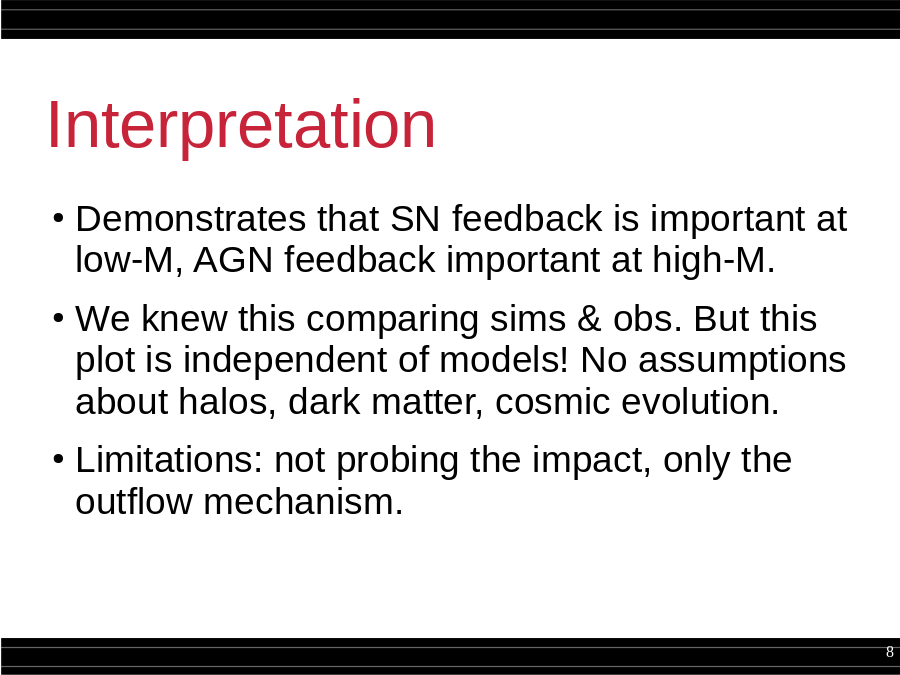 Interpretation
• Demonstrates that SN feedback is important at
low-M, AGN feedback important at high-M.
• We knew this comparing sims & obs. But this
plot is independent of models! No assumptions
about halos, dark matter, cosmic evolution.
• Limitations: not probing the impact, only the
outflow mechanism.
8